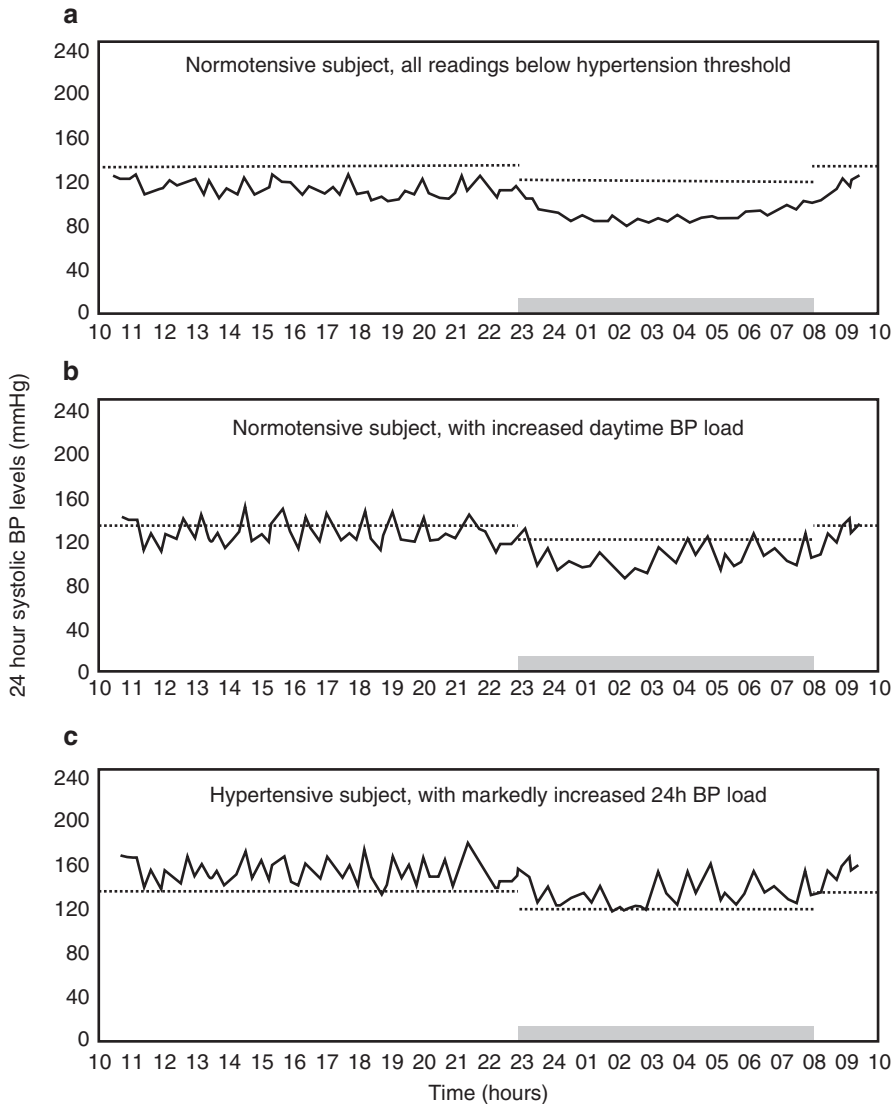 a
240
Normotensive subject, all readings below hypertension threshold
200
160
120
80
40
0
10 11 12 13 14 15 16 17 18 19 20 21 22 23 24 01 02 03 04 05 06 07 08 09 10
24 hour systolic BP levels (mmHg)
b
240
Normotensive subject, with increased daytime BP load
200
160
120
80
40
0
10 11 12 13 14 15 16 17 18 19 20 21 22 23 24 01 02 03 04 05 06 07 08 09 10
c
240
Hypertensive subject, with markedly increased 24h BP load
200
160
120
80
40
0
10 11 12 13 14 15 16 17 18 19 20 21 22 23 24 01 02 03 04 05 06 07 08 09 10
Time (hours)